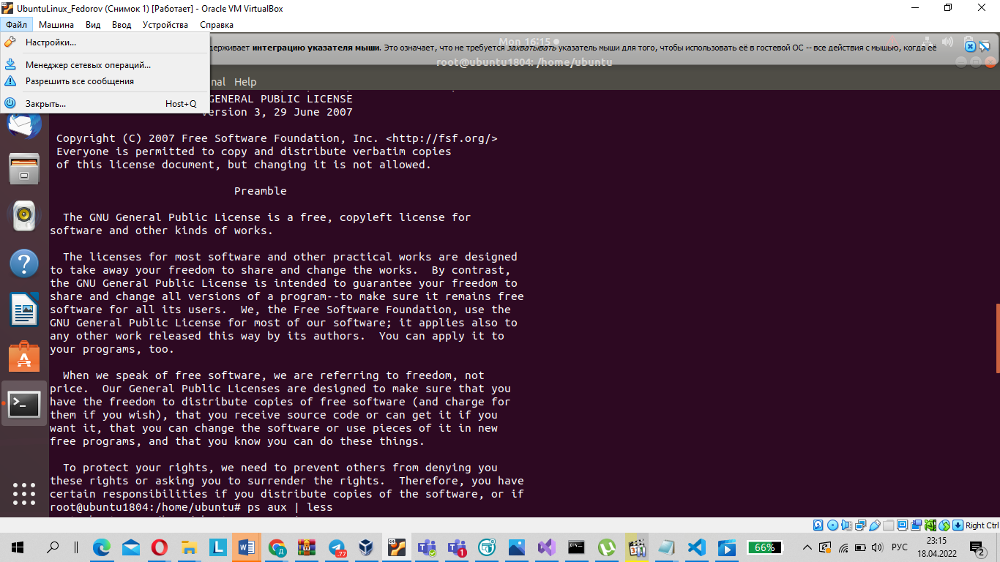 UbuntuLinux_Fedorov (Снимок 1) [Работает] - Oracle VM VirtualBox
Файл Машина Вид Ввод Устройства Справка
Настройки...
Менеджер сетевых операций...
Разрешить все сообщения
Закрыть... Host+Q
держивает интеграцию указателя мыши. Это означает, что не требуется захватывать указатель мыши для того, чтобы использовать её в гостевой ОС -- все действия с мышью, когда её
Mon 16:15
root@ubuntu1804: /home/ubuntu
nal Help
GENERAL PUBLIC LICENSE
Version 3, 29 June 2007
Copyright (C) 2007 Free Software Foundation, Inc. <http://fsf.org/>
Everyone is permitted to copy and distribute verbatim copies
of this license document, but changing it is not allowed.
Preamble
The GNU General Public License is a free, copyleft license for
software and other kinds of works.
The licenses for most software and other practical works are designed
to take away your freedom to share and change the works.  By contrast,
the GNU General Public License is intended to guarantee your freedom to
share and change all versions of a program--to make sure it remains free
software for all its users.  We, the Free Software Foundation, use the
GNU General Public License for most of our software; it applies also to
any other work released this way by its authors.  You can apply it to
your programs, too.
When we speak of free software, we are referring to freedom, not
price.  Our General Public Licenses are designed to make sure that you
have the freedom to distribute copies of free software (and charge for
them if you wish), that you receive source code or can get it if you
want it, that you can change the software or use pieces of it in new
free programs, and that you know you can do these things.
To protect your rights, we need to prevent others from denying you
these rights or asking you to surrender the rights.  Therefore, you have
certain responsibilities if you distribute copies of the software, or if
root@ubuntu1804:/home/ubuntu# ps aux | less
Right Ctrl
66%
РУС
23:15
18.04.2022